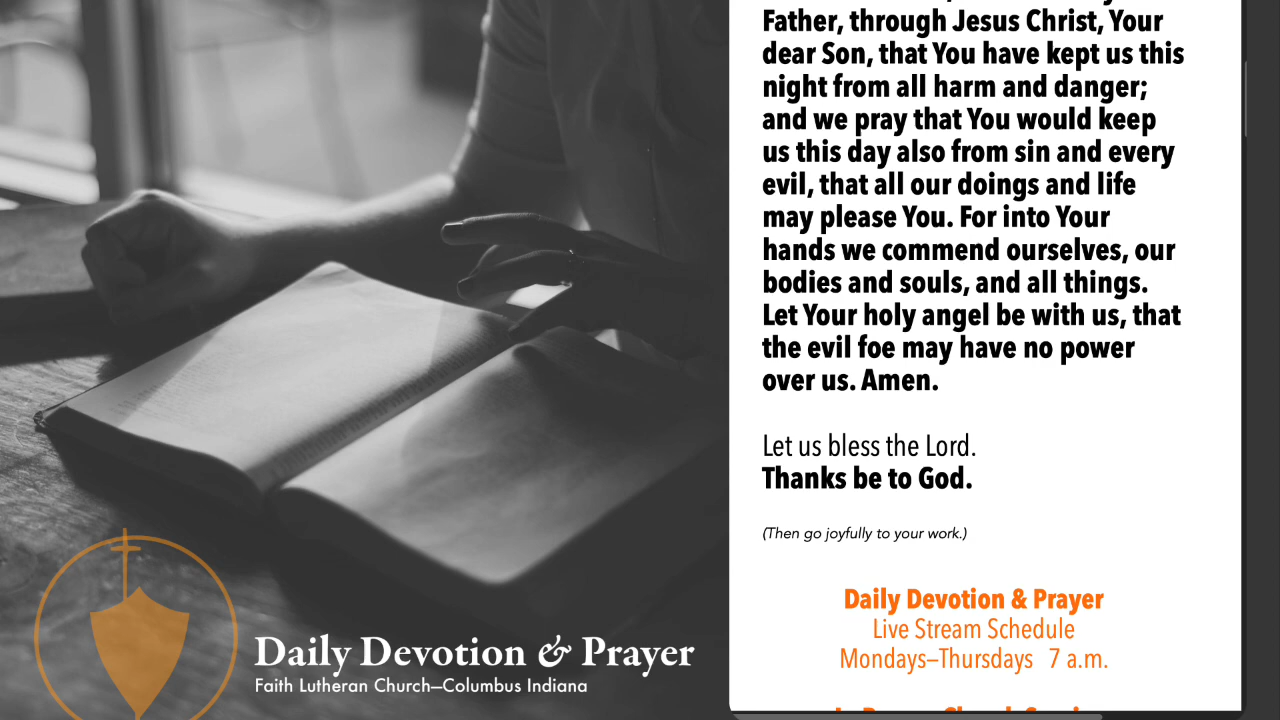 Father, through Jesus Christ, Your
dear Son, that You have kept us this
night from all harm and danger;
and we pray that You would keep
us this day also from sin and every
evil, that all our doings and life
may please You. For into Your
hands we commend ourselves, our
bodies and souls, and all things.
Let Your holy angel be with us, that
the evil foe may have no power
over us. Amen.
Let us bless the Lord.
Thanks be to God.
(Then go joyfully to your work.)
Daily Devotion & Prayer
Live Stream Schedule
Mondays–Thursdays 7 a.m.
Daily Devotion & Prayer
Faith Lutheran Church–Columbus Indiana